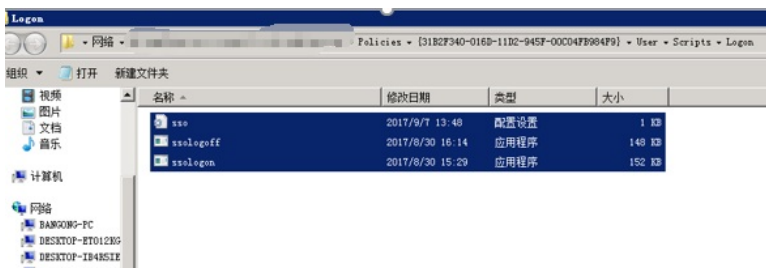 Logon
网络
Policies ▸ {31B2F340-016D-11D2-945F-00C04FB984F9} ▸ User ▸ Scripts ▸ Logon
组织 打开 新建文件夹
名称 修改日期 类型 大小
视频
图片
文档
音乐
计算机
网络
BANGONG-PC
DESKTOP-ET012KG
DESKTOP-IB4R5IE
sso 2017/9/7 13:48 配置设置 1 KB
ssologoff 2017/8/30 16:14 应用程序 148 KB
ssologon 2017/8/30 15:29 应用程序 152 KB